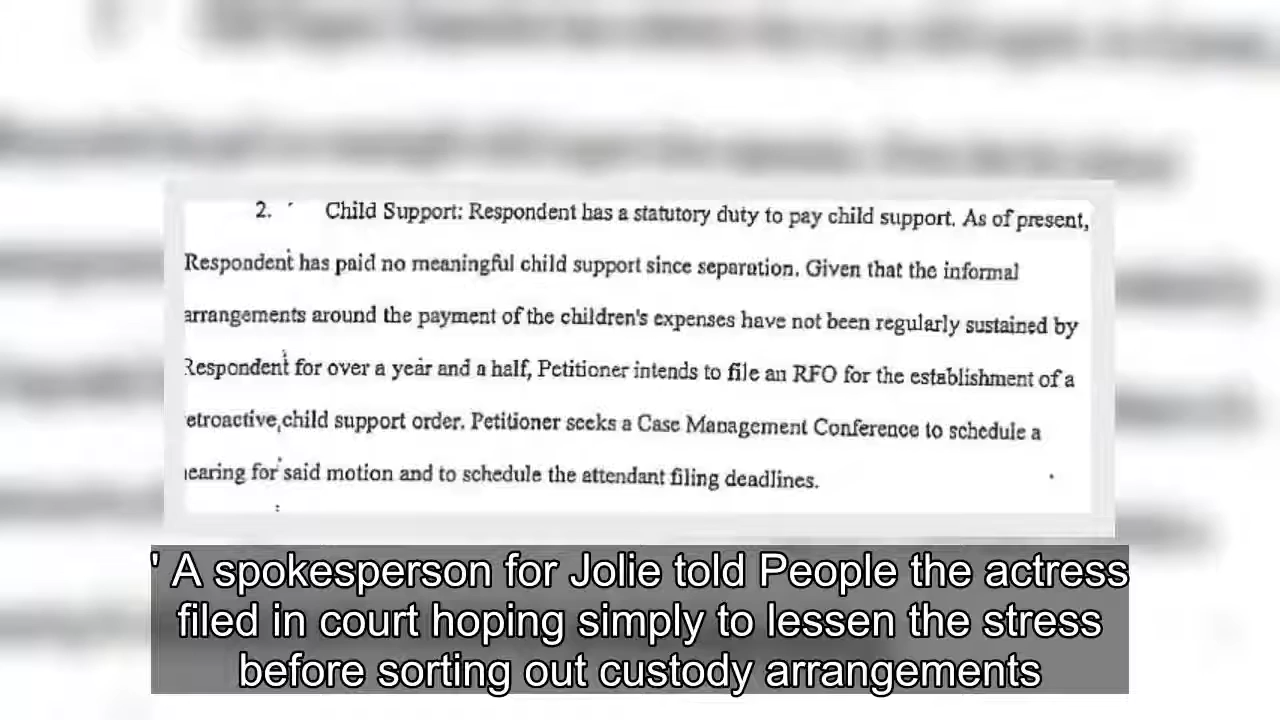 2. Child Support: Respondent has a statutory duty to pay child support. As of present,
Respondent has paid no meaningful child support since separation. Given that the informal
arrangements around the payment of the children's expenses have not been regularly sustained by
Respondent for over a year and a half, Petitioner intends to file an RFO for the establishment of a
etroactive child support order. Petitioner seeks a Case Management Conference to schedule a
earing for said motion and to schedule the attendant filing deadlines.
' A spokesperson for Jolie told People the actress
filed in court hoping simply to lessen the stress
before sorting out custody arrangements